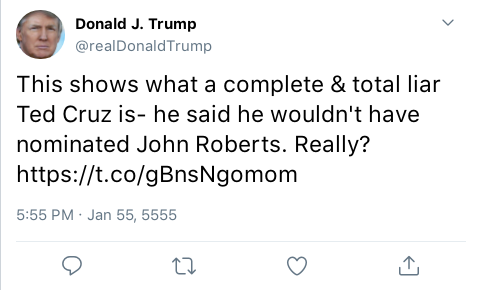 Donald J. Trump
@realDonaldTrump
This shows what a complete & total liar
Ted Cruz is- he said he wouldn't have
nominated John Roberts. Really?
https://t.co/gBnsNgomom
5:55 PM · Jan 55, 5555